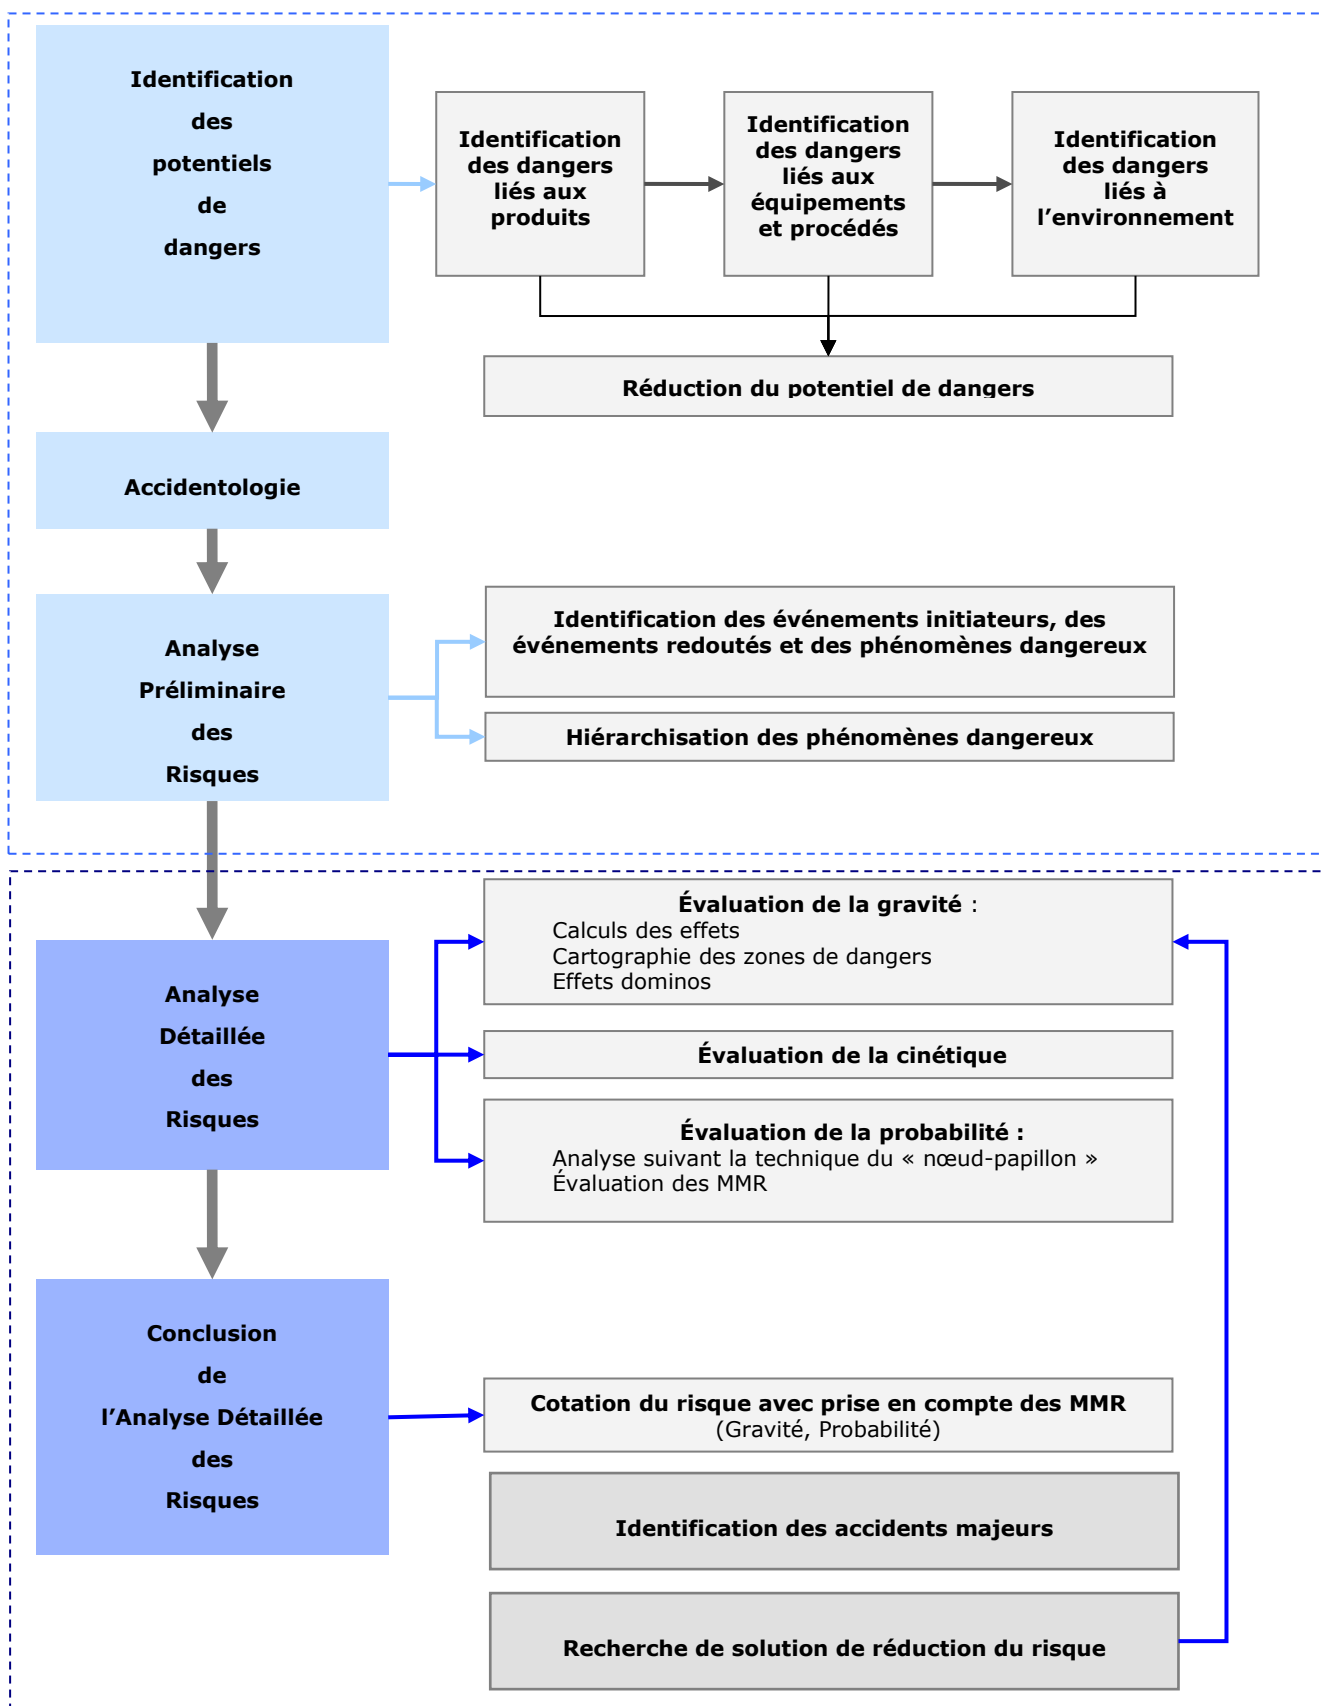 Identification
des
potentiels
de
dangers
Identification
des dangers
liés aux
produits
Identification
des dangers
liés aux
équipements
et procédés
Identification
des dangers
liés à
l’environnement
Réduction du potentiel de dangers
Accidentologie
Analyse
Préliminaire
des
Risques
Identification des événements initiateurs, des
événements redoutés et des phénomènes dangereux
Hiérarchisation des phénomènes dangereux
Analyse
Détaillée
des
Risques
Évaluation de la gravité :
Calculs des effets
Cartographie des zones de dangers
Effets dominos
Évaluation de la cinétique
Évaluation de la probabilité :
Analyse suivant la technique du « nœud-papillon »
Évaluation des MMR
Conclusion
de
l’Analyse Détaillée
des
Risques
Cotation du risque avec prise en compte des MMR
(Gravité, Probabilité)
Identification des accidents majeurs
Recherche de solution de réduction du risque